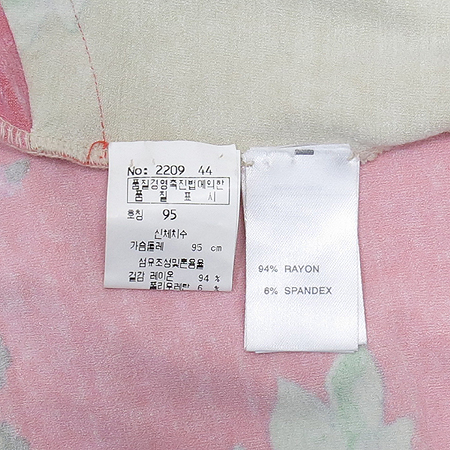 No: 2209 44
품질경영촉진법에의한
품 질 표 시
호칭 95
신체치수
가슴둘레 95 cm
섬유조성및혼용율
겉감 레이온 94 %
폴리우레탄 6 %
94% RAYON
6% SPANDEX